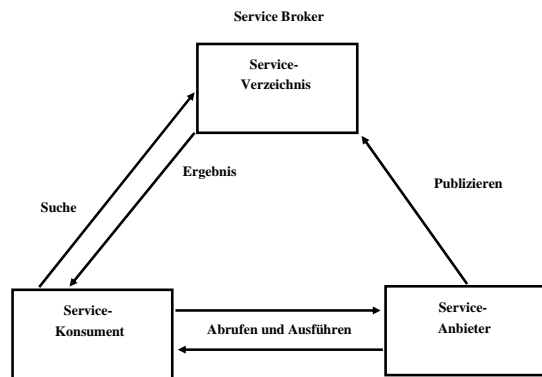 Service Broker
Service-
Verzeichnis
Ergebnis
Publizieren
Suche
Service-
Konsument
Abrufen und Ausführen
Service-
Anbieter